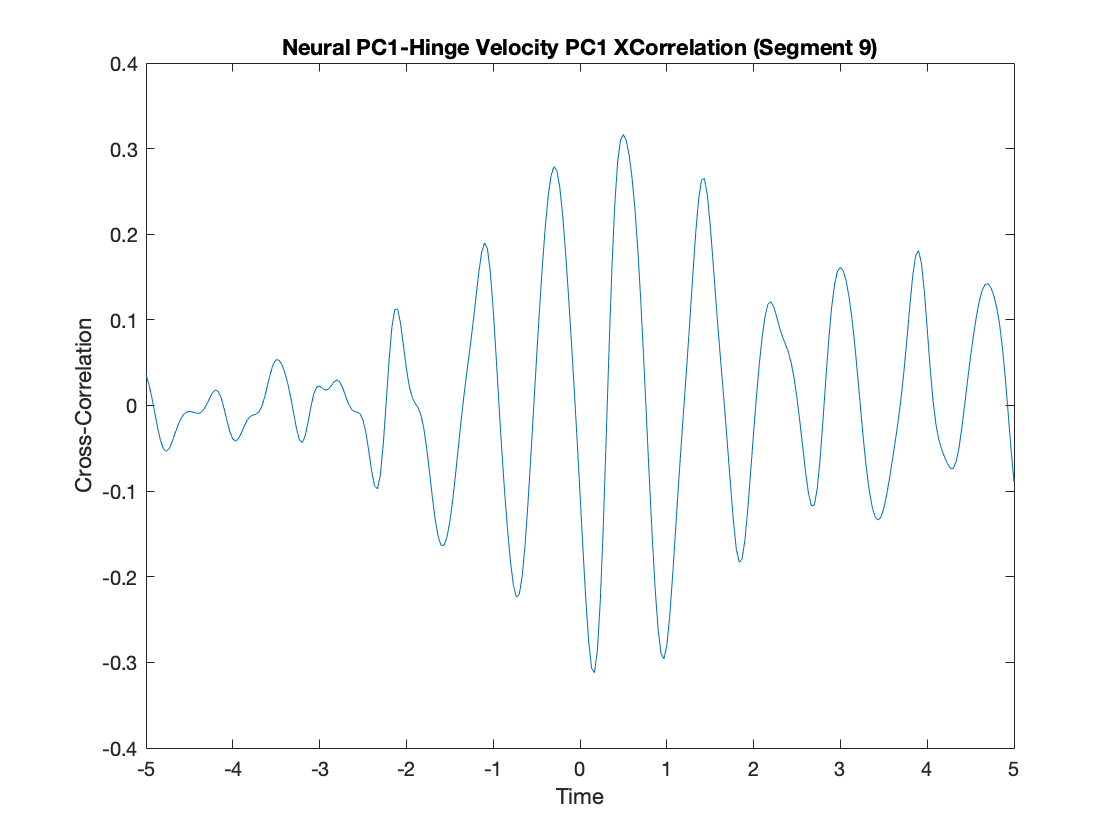 Neural PC1-Hinge Velocity PC1 XCorrelation (Segment 9)
0.4
0.3
0.2
0.1
0
-0.1
-0.2
-0.3
-0.4
Cross-Correlation
-5 -4 -3 -2 -1 0 1 2 3 4 5
Time